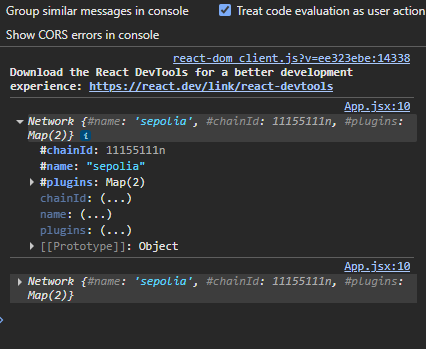 Group similar messages in console Treat code evaluation as user action
Show CORS errors in console
react-dom_client.js?v=ee323ebe:14338
Download the React DevTools for a better development
experience: https://react.dev/link/react-devtools
App.jsx:10
Network {#name: 'sepolia', #chainId: 11155111n, #plugins:
Map(2)} i
#chainId: 11155111n
#name: "sepolia"
#plugins: Map(2)
chainId: (...)
name: (...)
plugins: (...)
[[Prototype]]: Object
App.jsx:10
Network {#name: 'sepolia', #chainId: 11155111n, #plugins:
Map(2)}